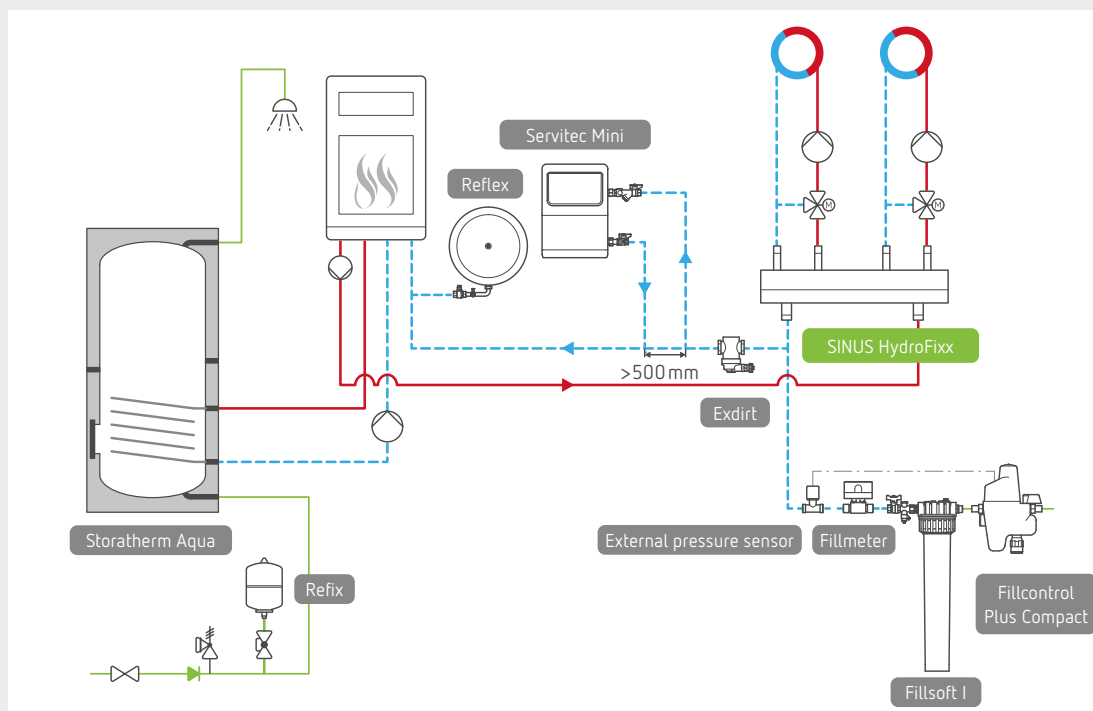 Servitec Mini
Reflex
M
M
SINUS HydroFixx
>500 mm
Exdirt
Storatherm Aqua
External pressure sensor
Fillmeter
Refix
Fillcontrol
Plus Compact
Fillsoft I